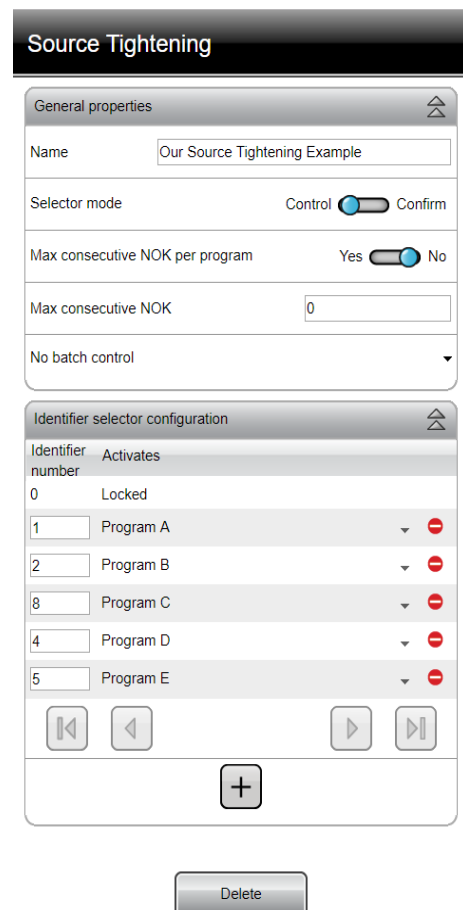 Source Tightening
General properties
Name Our Source Tightening Example
Selector mode Control Confirm
Max consecutive NOK per program Yes No
Max consecutive NOK 0
No batch control
Identifier selector configuration
Identifier number Activates
0 Locked
1 Program A
2 Program B
8 Program C
4 Program D
5 Program E
+
Delete